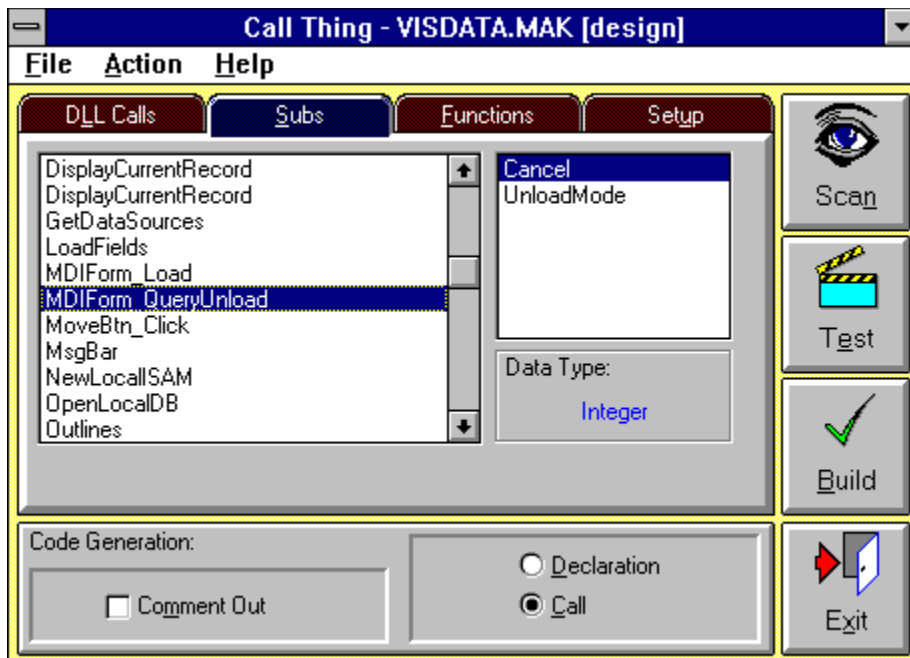 Call Thing - VISDATA.MAK [design]
File Action Help
DLL Calls Subs Functions Setup
DisplayCurrentRecord
DisplayCurrentRecord
GetDataSources
LoadFields
MDIForm_Load
MDIForm_QueryUnload
MoveBtn_Click
MsgBar
NewLocalISAM
OpenLocalDB
Outlines
Cancel
UnloadMode
Data Type:
Integer
Scan
Test
Build
Exit
Code Generation:
Comment Out
Declaration
Call